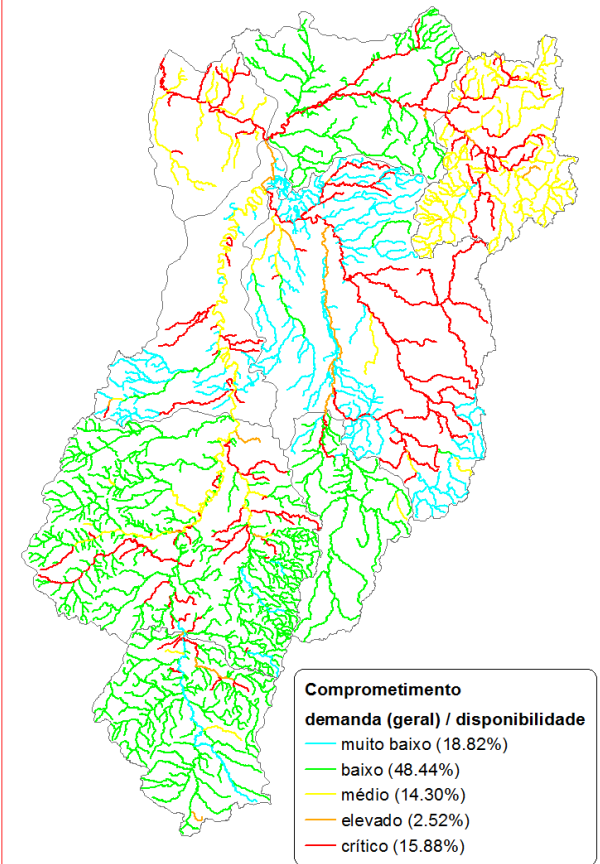 Comprometimento
demanda (geral) / disponibilidade
muito baixo (18.82%)
baixo (48.44%)
médio (14.30%)
elevado (2.52%)
crítico (15.88%)